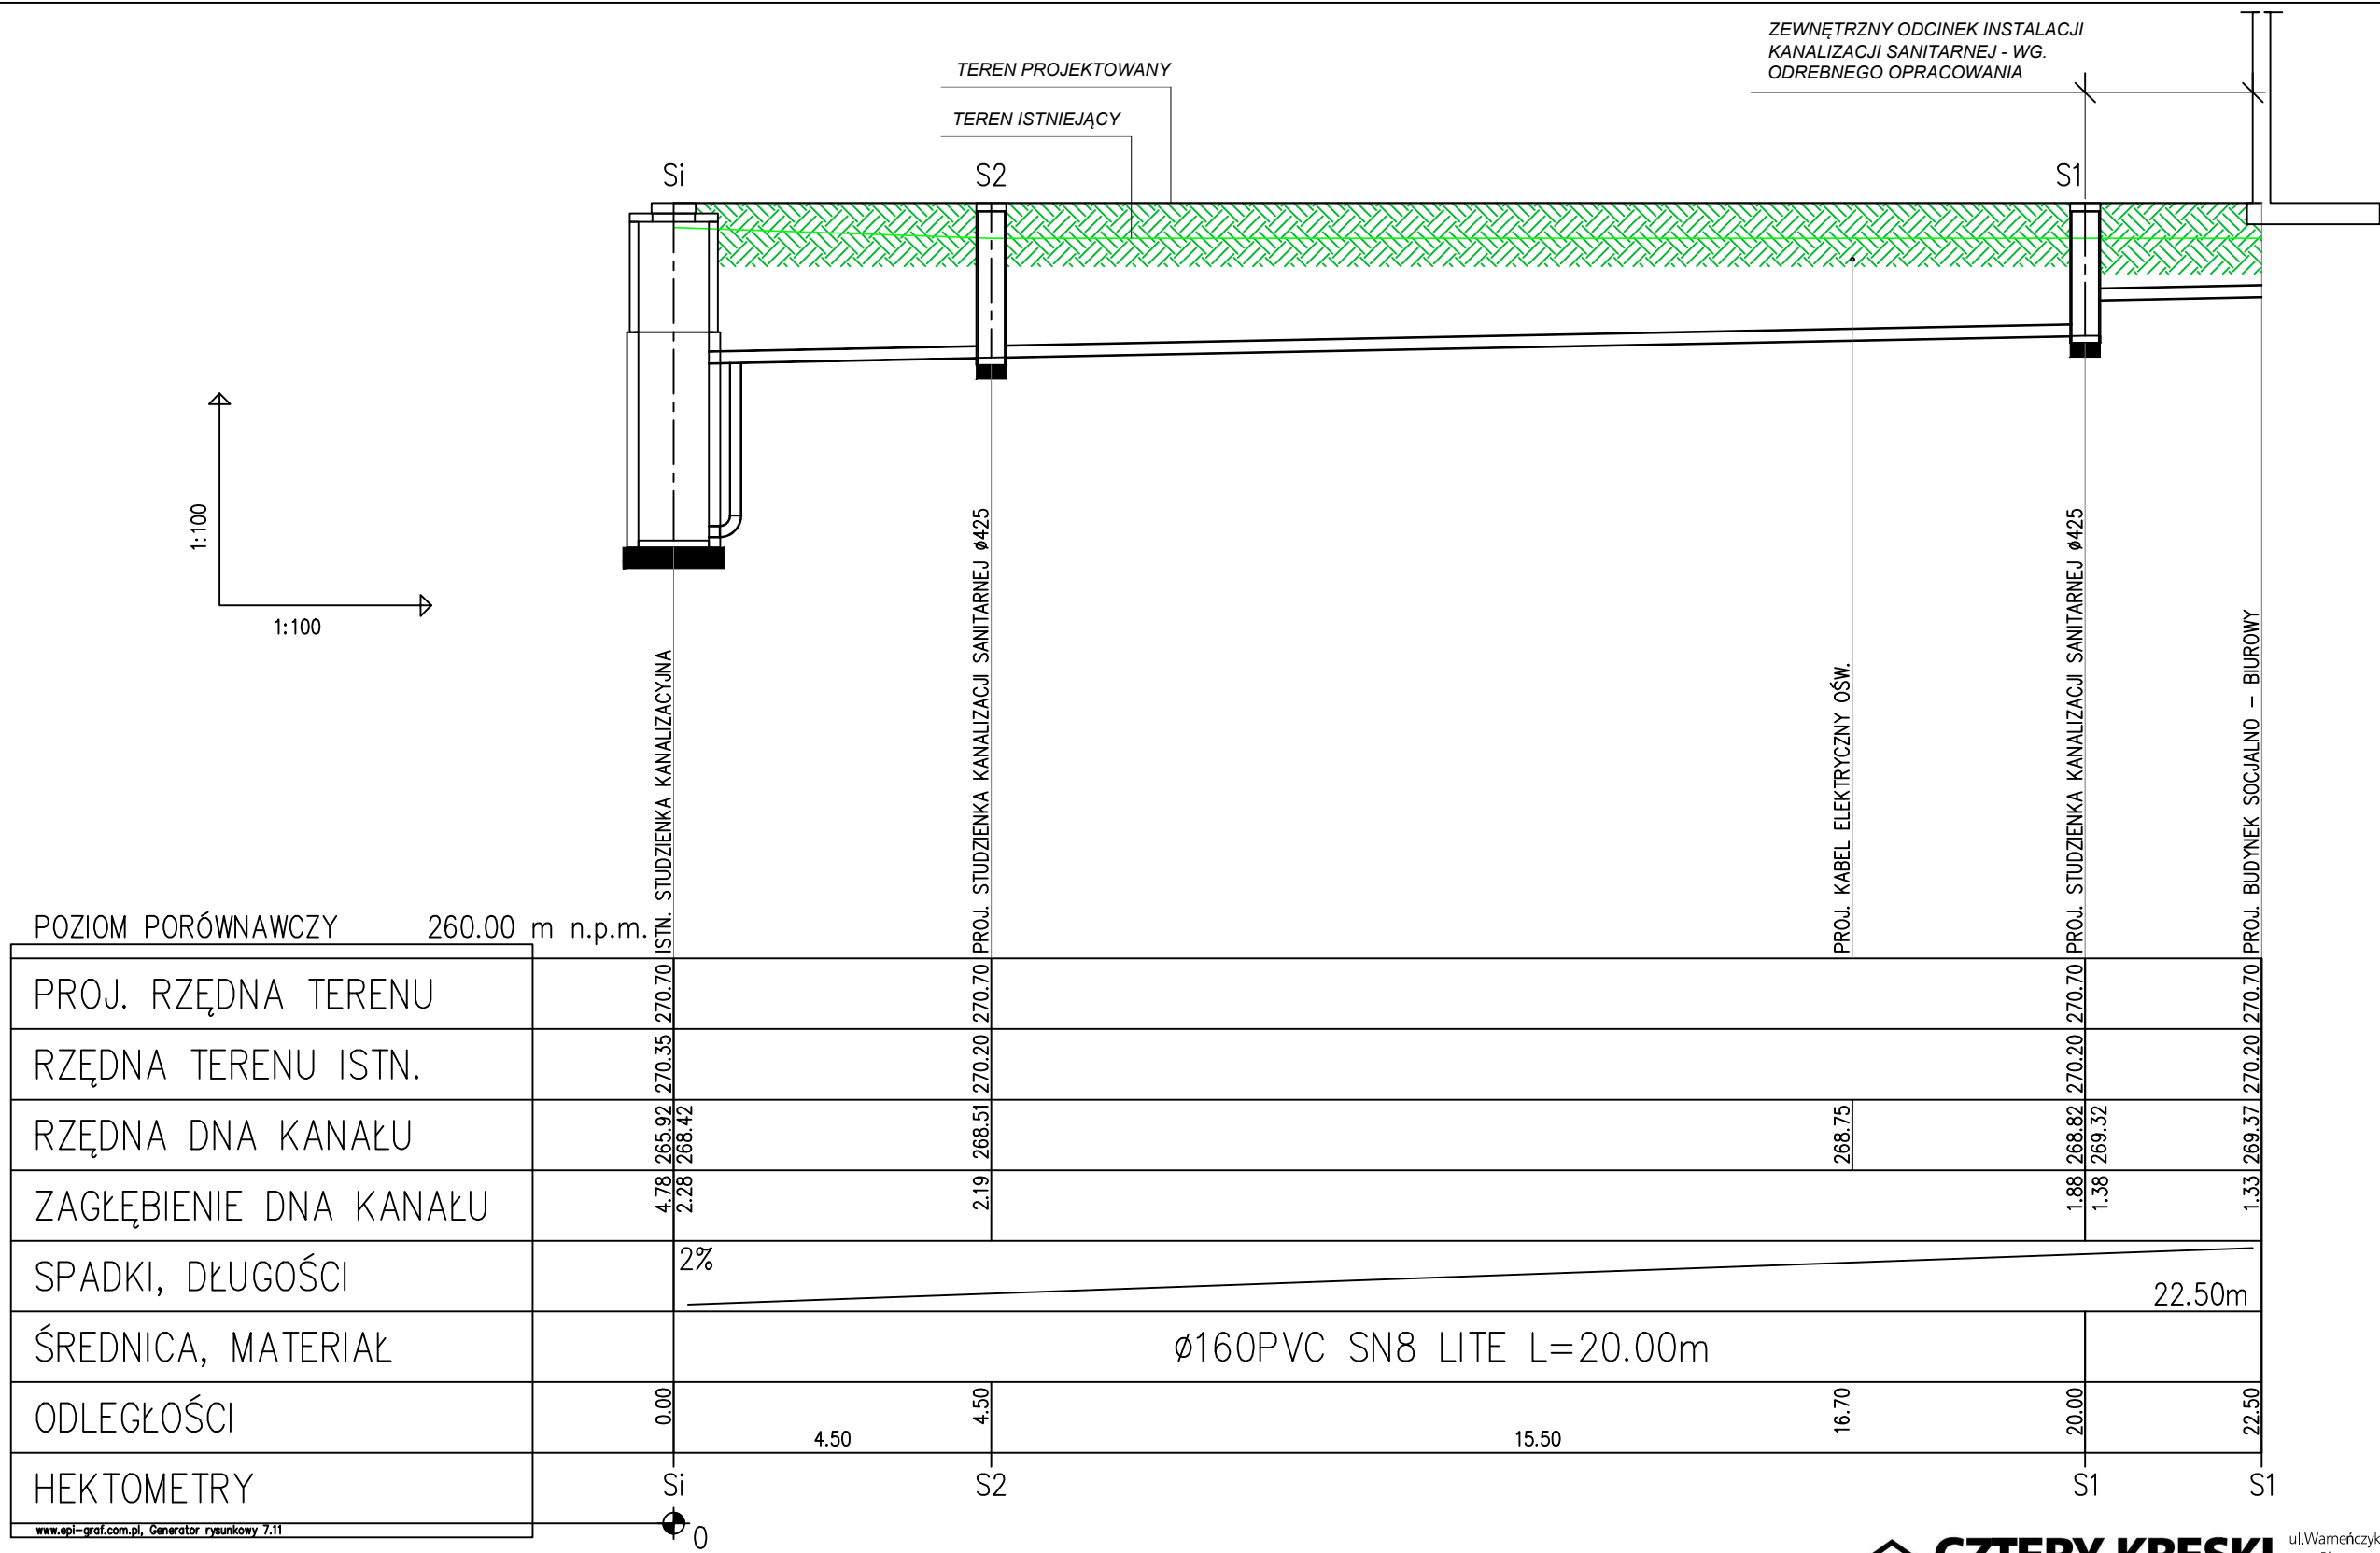 ZEWNĘTRZNY ODCINEK INSTALACJI
KANALIZACJI SANITARNEJ - WG.
ODREBNEGO OPRACOWANIA
TEREN PROJEKTOWANY
TEREN ISTNIEJĄCY
Si
S2
S1
1:100
1:100
ISTN. STUDZIENKA KANALIZACYJNA
PROJ. STUDZIENKA KANALIZACJI SANITARNEJ ø425
PROJ. KABEL ELEKTRYCZNY OŚW.
PROJ. STUDZIENKA KANALIZACJI SANITARNEJ ø425
PROJ. BUDYNEK SOCJALNO – BIUROWY
POZIOM PORÓWNAWCZY 260.00 m n.p.m.
PROJ. RZĘDNA TERENU 270.70 270.70 270.70 270.70
RZĘDNA TERENU ISTN. 270.35 270.20 270.20 270.20
RZĘDNA DNA KANAŁU 265.92 268.42 268.51 268.75 268.82 269.32 269.37
ZAGŁĘBIENIE DNA KANAŁU 4.78 2.28 2.19 1.88 1.38 1.33
SPADKI, DŁUGOŚCI 2% 22.50m
ŚREDNICA, MATERIAŁ ø160PVC SN8 LITE L=20.00m
ODLEGŁOŚCI 0.00 4.50 4.50 15.50 16.70 20.00 22.50
HEKTOMETRY Si S2 S1 S1
www.epi-graf.com.pl, Generator rysunkowy 7.11
0
CZTERY KRESKI
ul.Warneńczyk